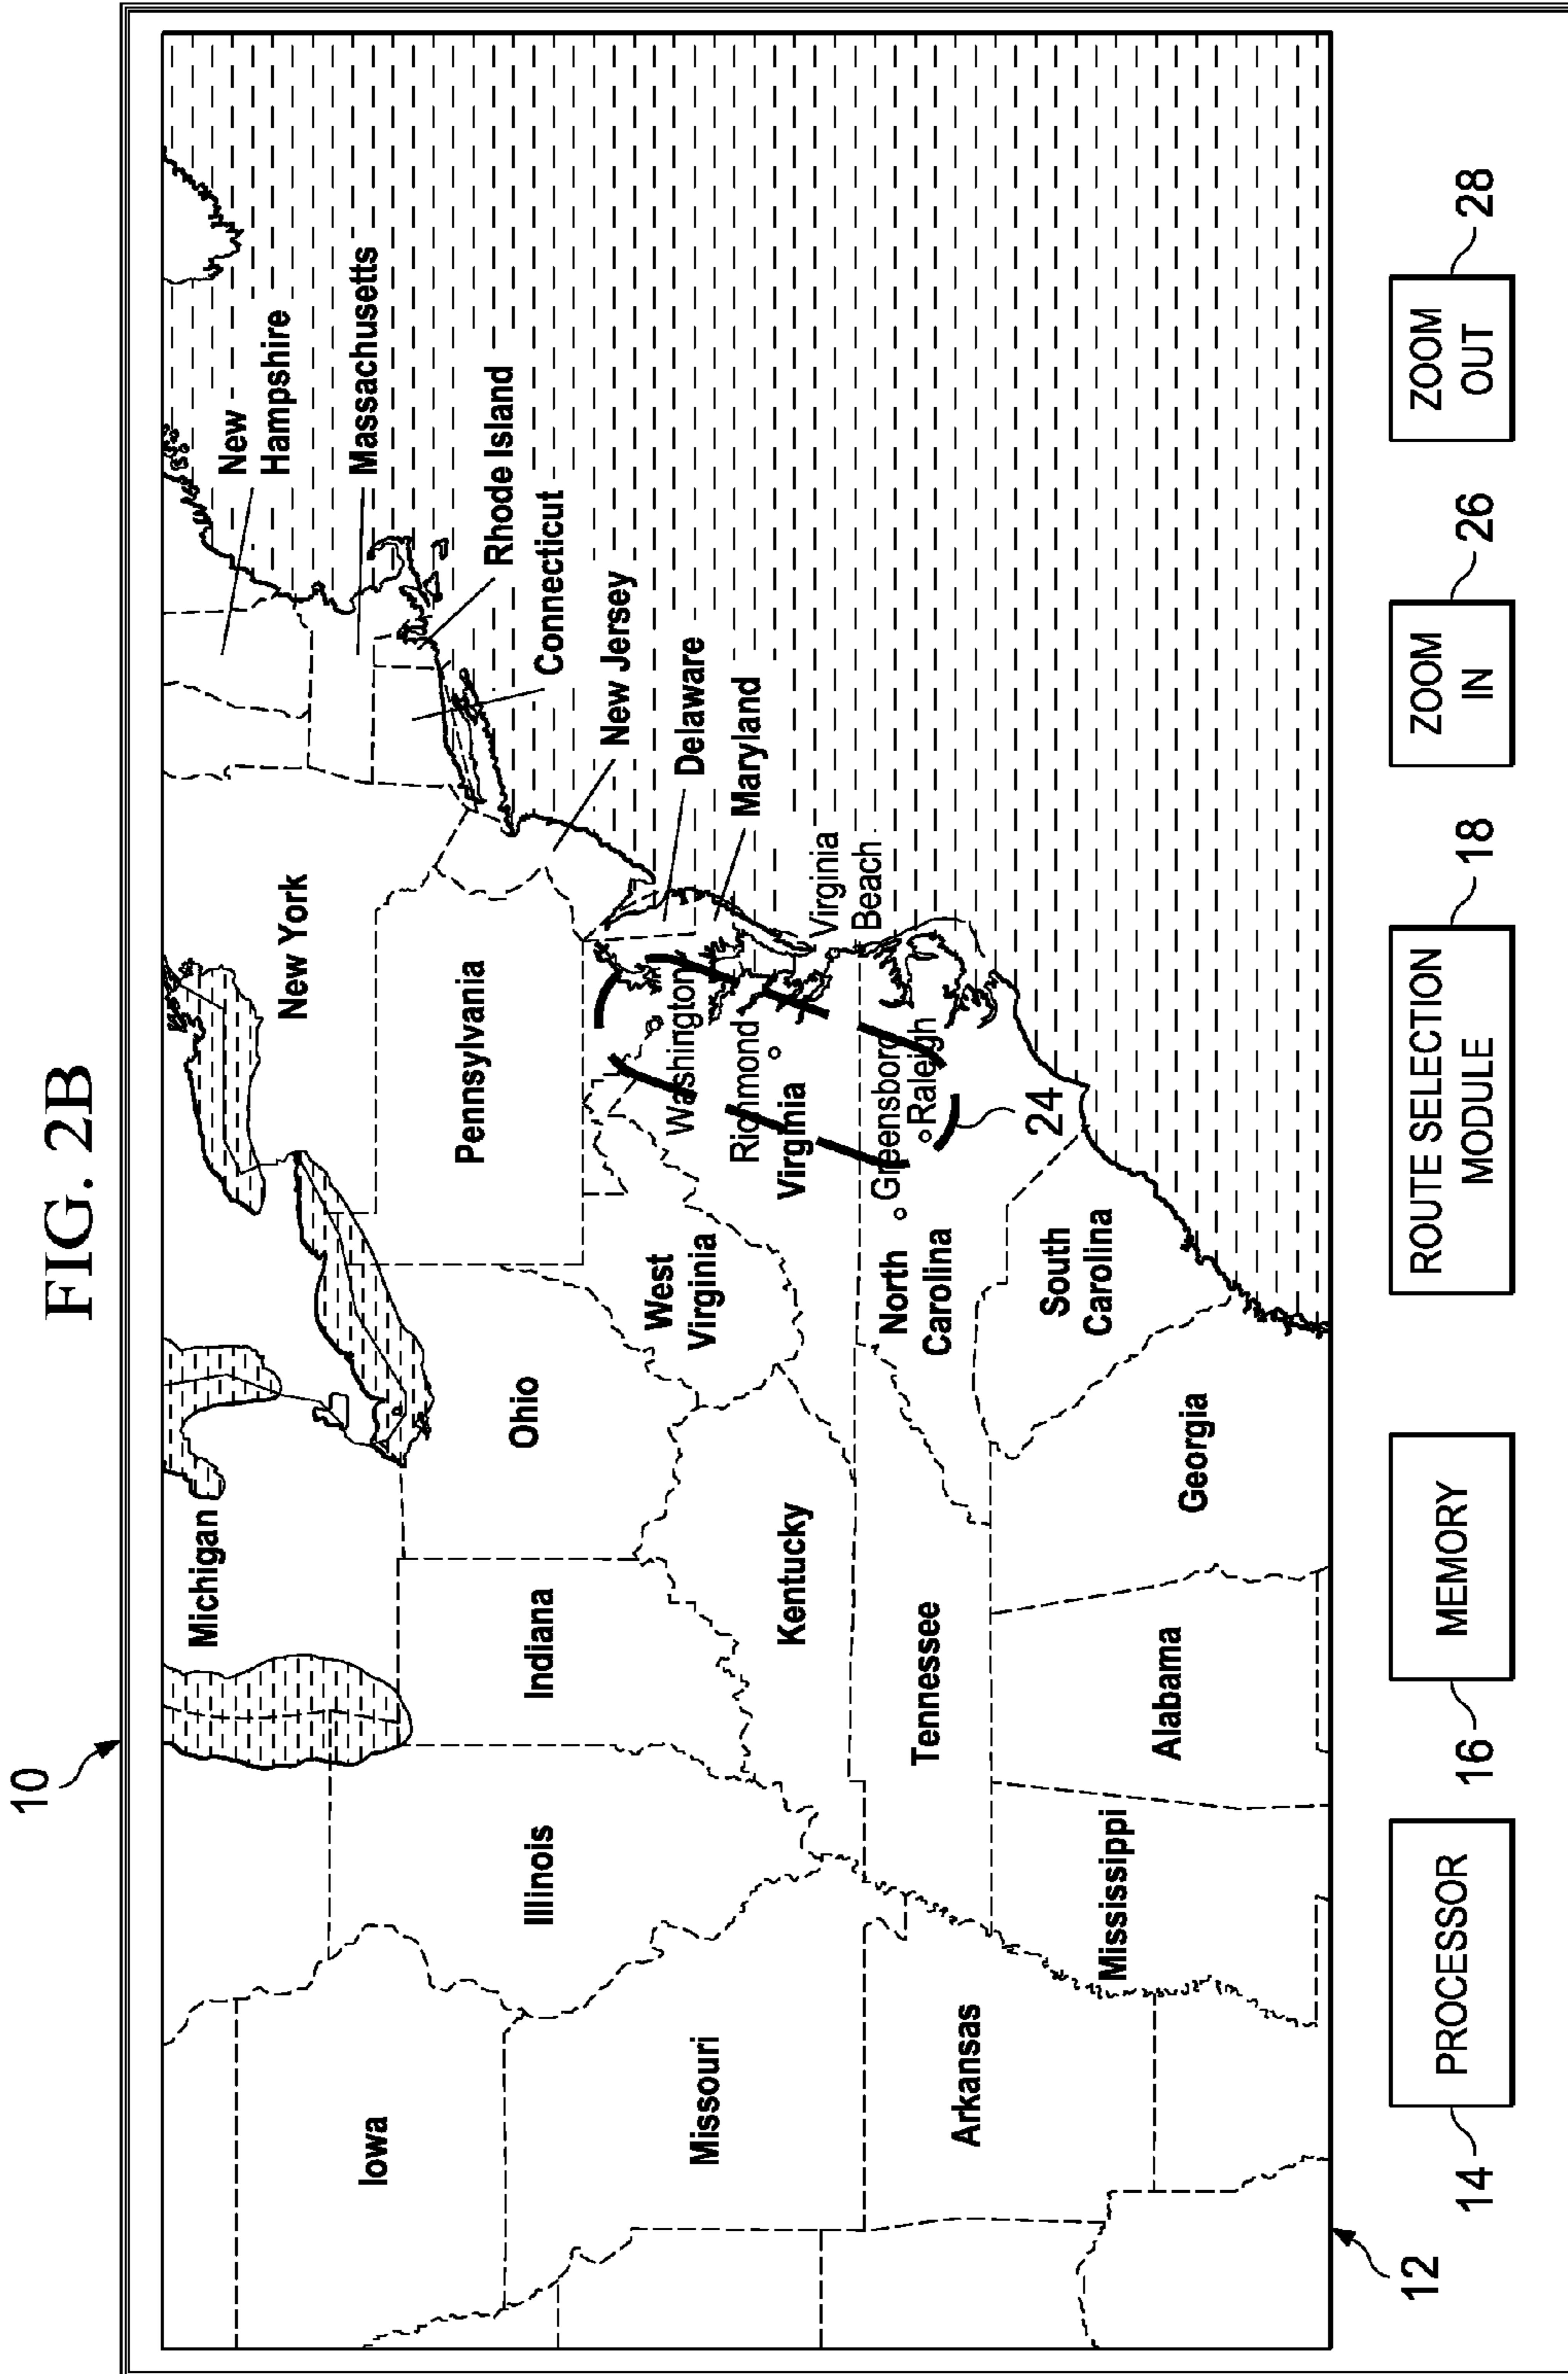 FIG. 2B
10
New
Hampshire
Massachusetts
Rhode Island
Connecticut
New Jersey
Delaware
Maryland
New York
Pennsylvania
Michigan
Ohio
Indiana
Illinois
Iowa
Missouri
Kentucky
West
Virginia
Washington
Richmond
Virginia
Virginia
Beach
Greensboro
Raleigh
24
North
Carolina
South
Carolina
Tennessee
Arkansas
Georgia
Alabama
Mississippi
12
14
PROCESSOR
16
MEMORY
ROUTE SELECTION
MODULE
18
ZOOM
IN
26
ZOOM
OUT
28